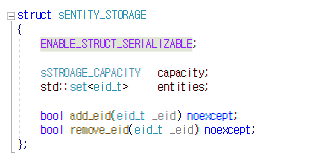 struct sENTITY_STORAGE
{
ENABLE_STRUCT_SERIALIZABLE;
sSTROAGE_CAPACITY capacity;
std::set<eid_t> entities;
bool add_eid(eid_t _eid) noexcept;
bool remove_eid(eid_t _eid) noexcept;
};